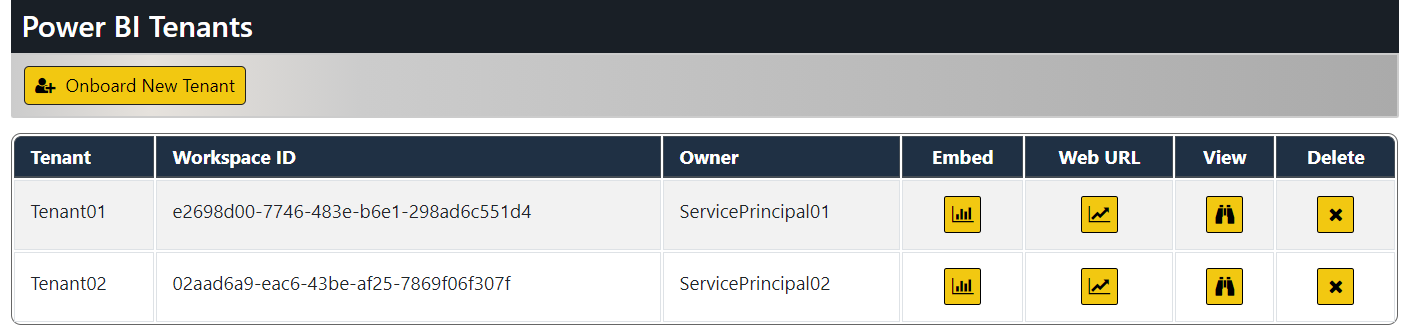 Power BI Tenants
Onboard New Tenant
Tenant Workspace ID Owner Embed Web URL View Delete
Tenant01 e2698d00-7746-483e-b6e1-298ad6c551d4 ServicePrincipal01
Tenant02 02aad6a9-eac6-43be-af25-7869f06f307f ServicePrincipal02